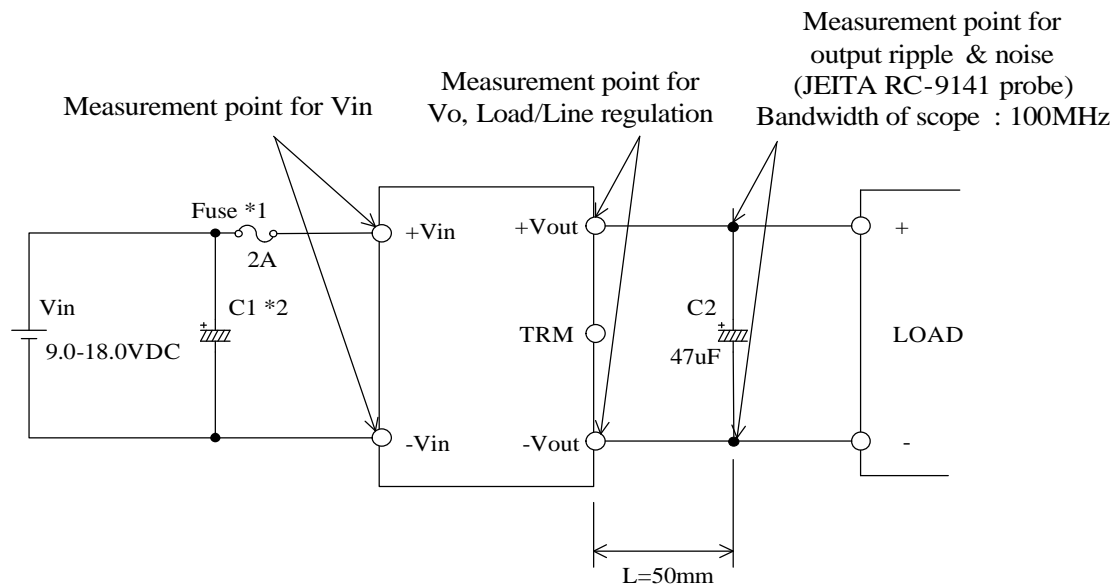 Measurement point for
output ripple & noise
(JEITA RC-9141 probe)
Bandwidth of scope : 100MHz
Measurement point for
Vo, Load/Line regulation
Measurement point for Vin
Fuse *1
2A
+Vin
+Vout
+
Vin
9.0-18.0VDC
+
C1 *2
TRM
C2
+
47uF
LOAD
-Vin
-Vout
-
L=50mm